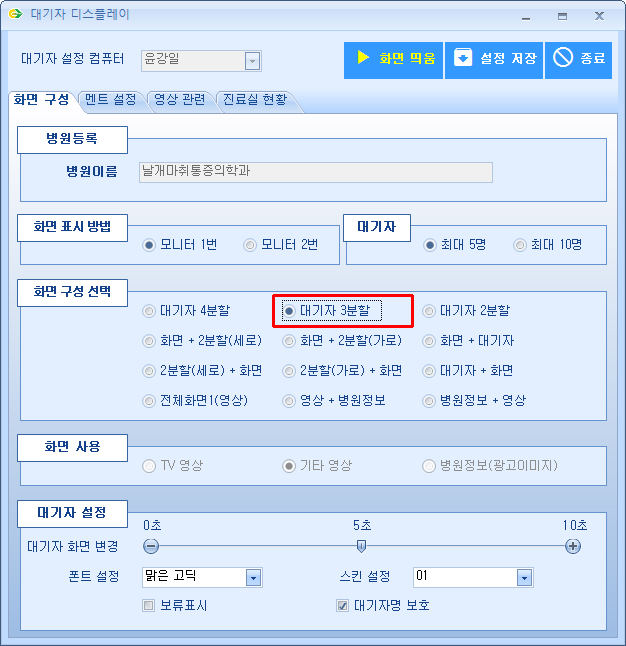 대기자 디스플레이
대기자 설정 컴퓨터 윤강일 화면 띄움 설정 저장 종료
화면 구성 멘트 설정 영상 관련 진료실 현황
병원등록
병원이름 날개마취통증의학과
화면 표시 방법 대기자
모니터 1번 모니터 2번 최대 5명 최대 10명
화면 구성 선택
대기자 4분할 대기자 3분할 대기자 2분할
화면 + 2분할(세로) 화면 + 2분할(가로) 화면 + 대기자
2분할(세로) + 화면 2분할(가로) + 화면 대기자 + 화면
전체화면1(영상) 영상 + 병원정보 병원정보 + 영상
화면 사용
TV 영상 기타 영상 병원정보(광고이미지)
대기자 설정
0초 5초 10초
대기자 화면 변경
폰트 설정 맑은 고딕 스킨 설정 01
보류표시 대기자명 보호